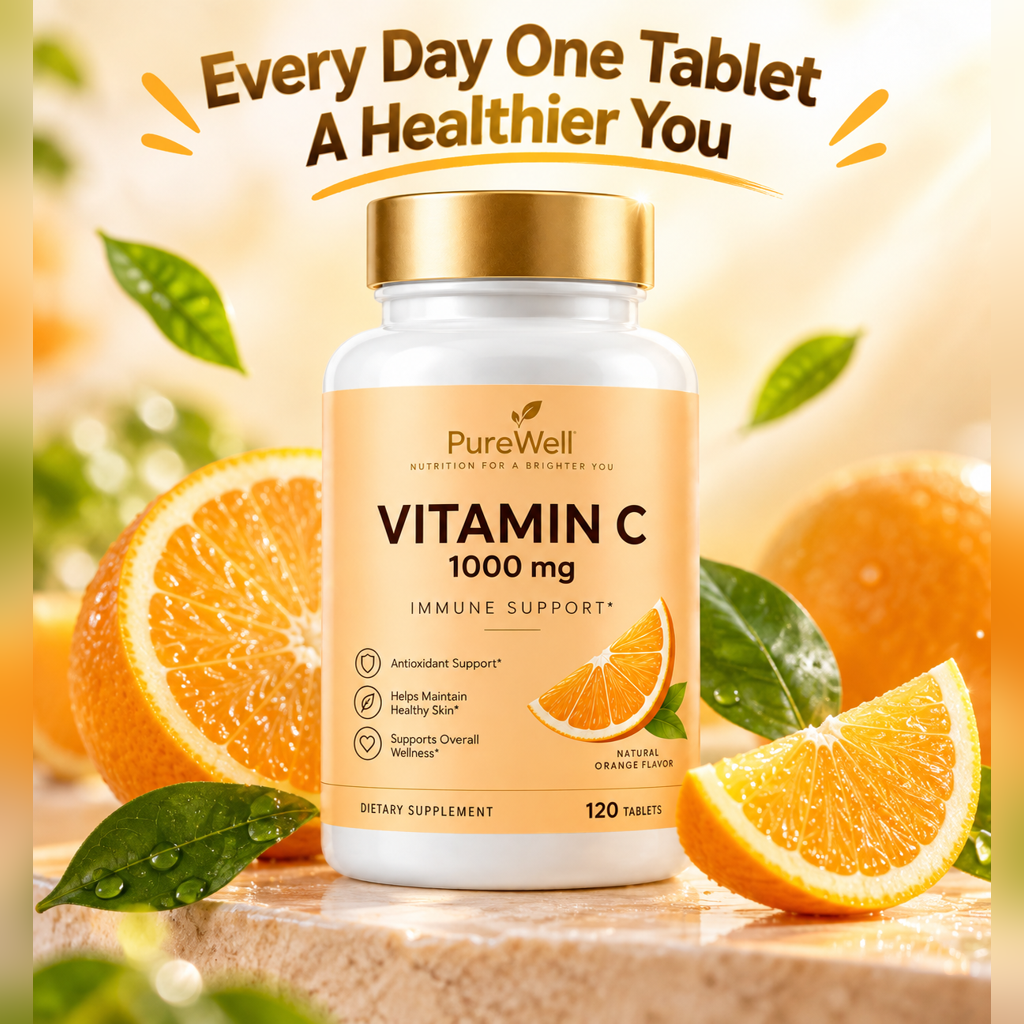 Every Day One Tablet
A Healthier You
PureWell
NUTRITION FOR A BRIGHTER YOU
VITAMIN C
1000 mg
IMMUNE SUPPORT*
Antioxidant Support*
Helps Maintain
Healthy Skin*
Supports Overall
Wellness*
NATURAL
ORANGE FLAVOR
DIETARY SUPPLEMENT
120 TABLETS